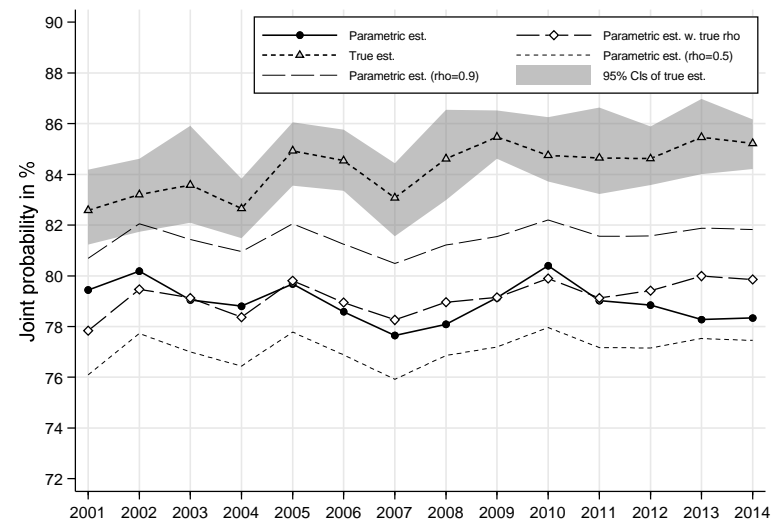 90
88
86
84
82
80
78
76
74
72
Joint probability in %
Parametric est.
True est.
Parametric est. (rho=0.9)
Parametric est. w. true rho
Parametric est. (rho=0.5)
95% CIs of true est.
2001 2002 2003 2004 2005 2006 2007 2008 2009 2010 2011 2012 2013 2014